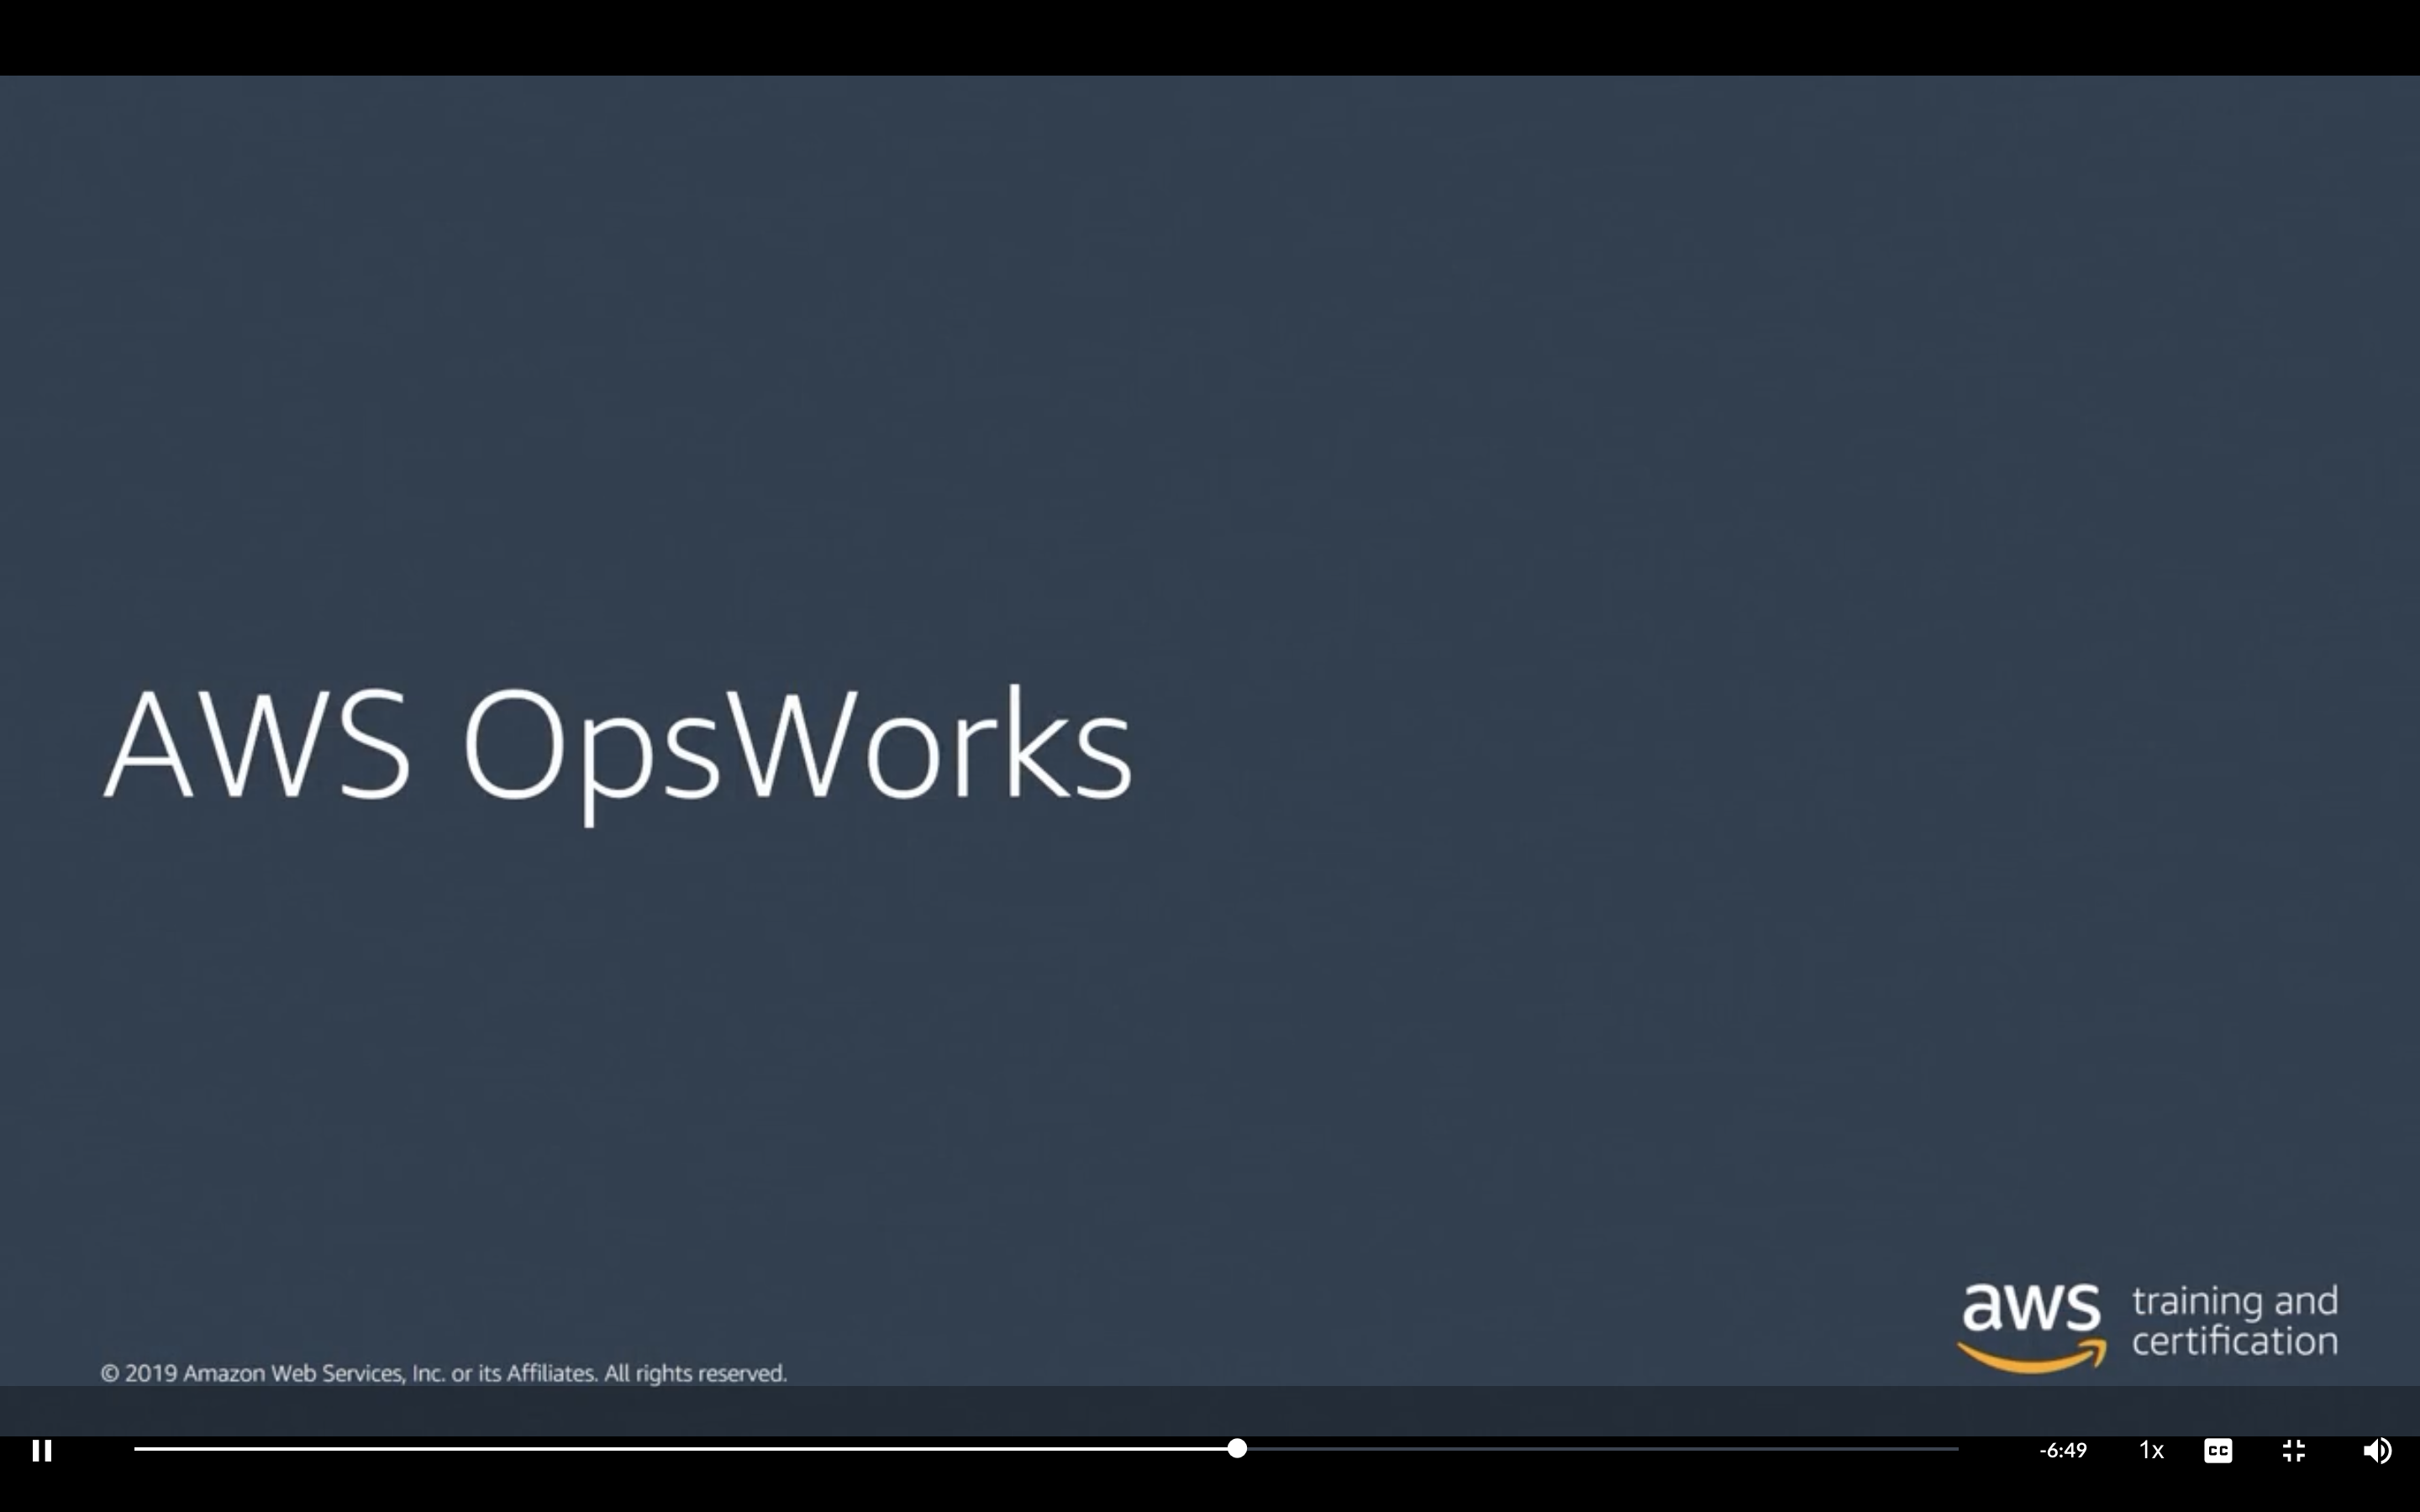 AWS OpsWorks
aws training and
certification
© 2019 Amazon Web Services, Inc. or its Affiliates. All rights reserved.
-6:49 1x CC